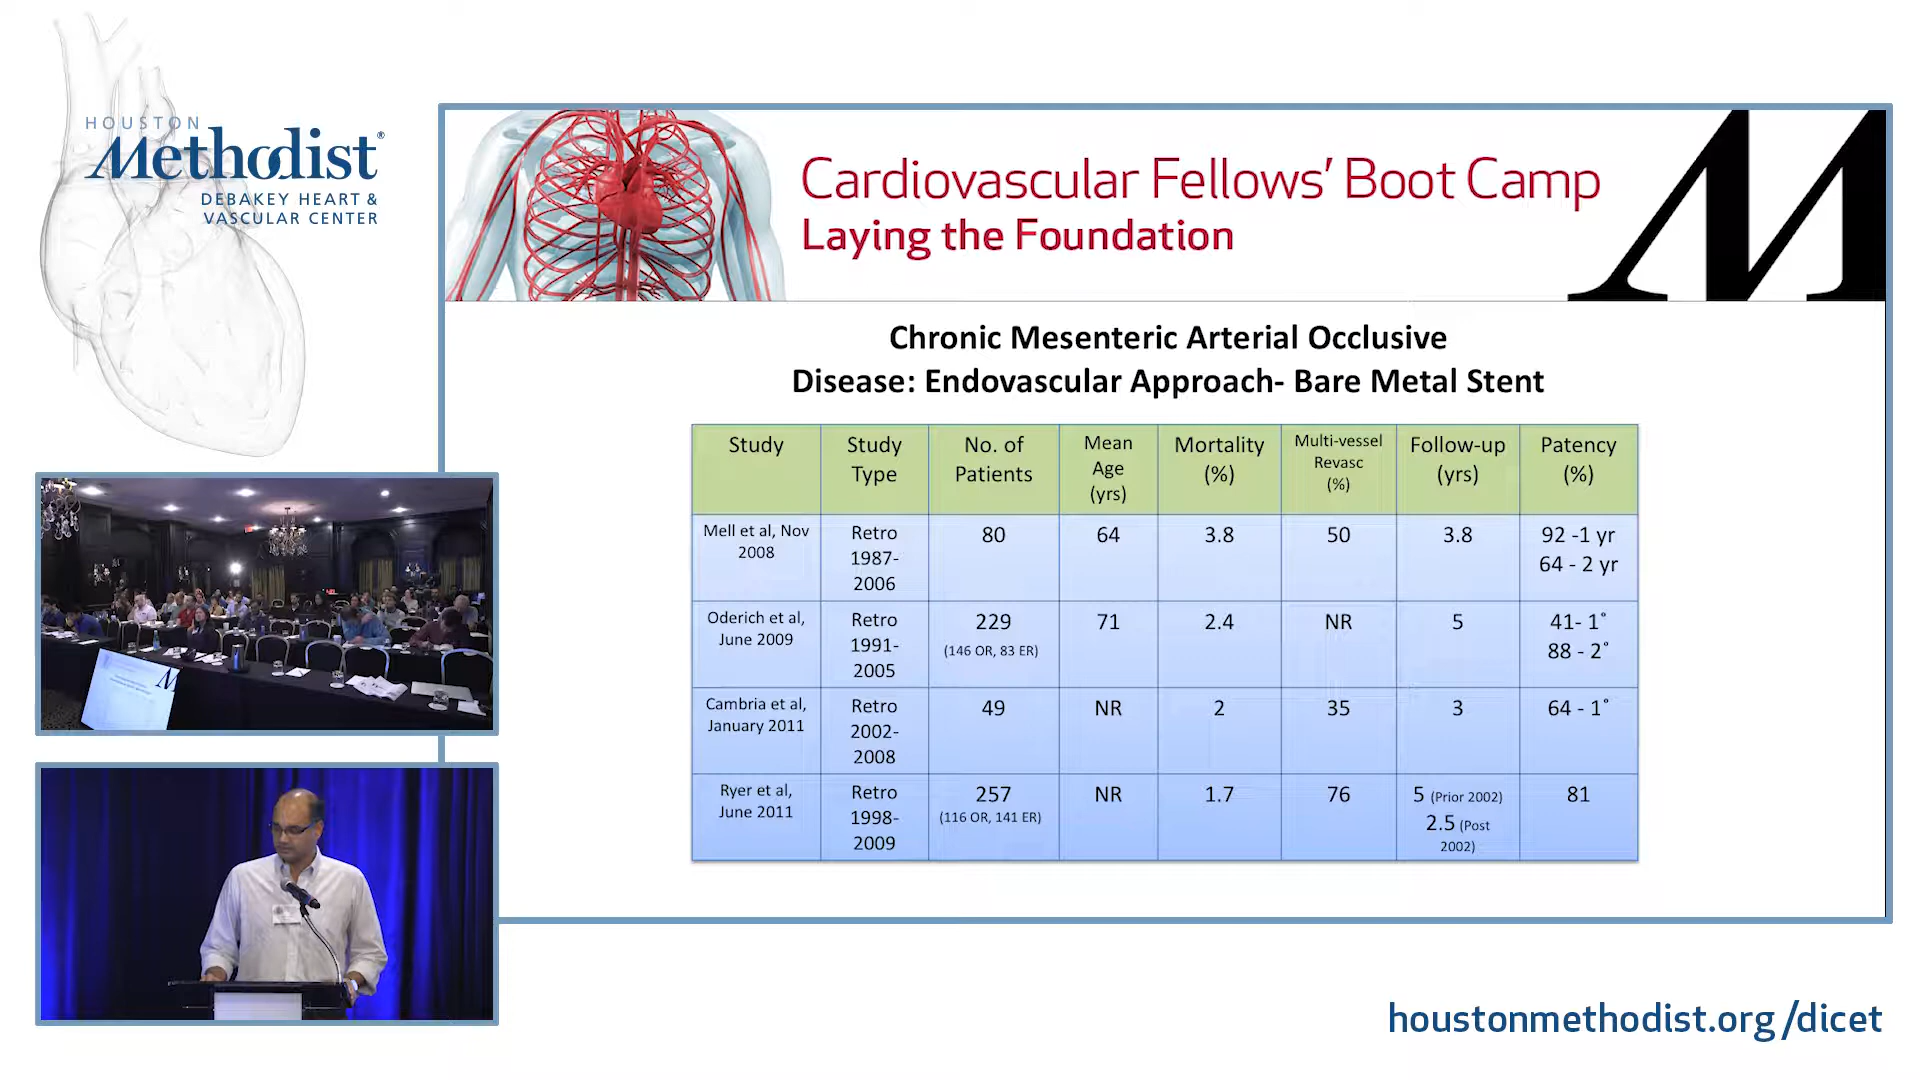 HOUSTON
Methodist®
DEBAKEY HEART &
VASCULAR CENTER
Cardiovascular Fellows’ Boot Camp
Laying the Foundation
M
Chronic Mesenteric Arterial Occlusive
Disease: Endovascular Approach- Bare Metal Stent
Study
Study
Type
No. of
Patients
Mean
Age
(yrs)
Mortality
(%)
Multi-vessel
Revasc
(%)
Follow-up
(yrs)
Patency
(%)
Mell et al, Nov
2008
Retro
1987-
2006
80
64
3.8
50
3.8
92 -1 yr
64 - 2 yr
Oderich et al,
June 2009
Retro
1991-
2005
229
(146 OR, 83 ER)
71
2.4
NR
5
41- 1˚
88 - 2˚
Cambria et al,
January 2011
Retro
2002-
2008
49
NR
2
35
3
64 - 1˚
Ryer et al,
June 2011
Retro
1998-
2009
257
(116 OR, 141 ER)
NR
1.7
76
5 (Prior 2002)
2.5 (Post
2002)
81
houstonmethodist.org/dicet